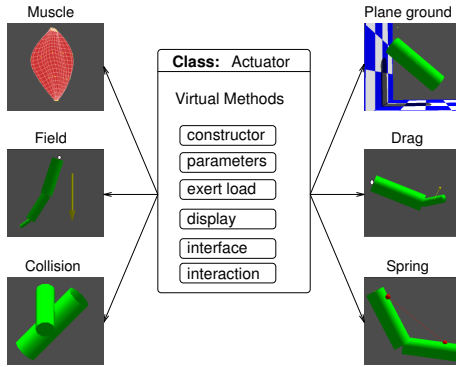 Muscle
Plane ground
Class: Actuator
Virtual Methods
constructor
parameters
exert load
display
interface
interaction
Field
Drag
Collision
Spring